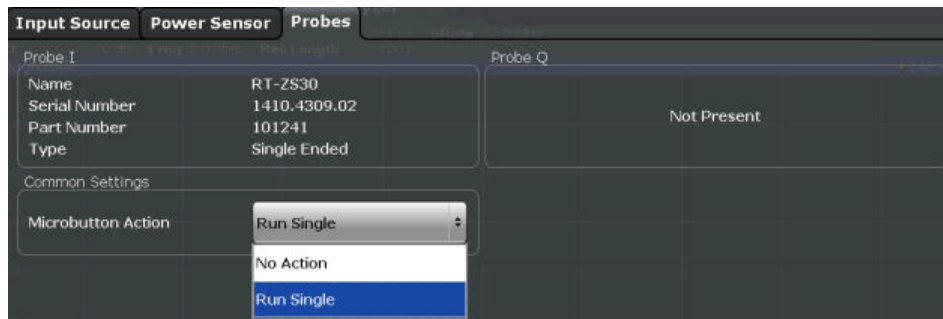 Input Source Power Sensor Probes
Probe I
Name RT-ZS30
Serial Number 1410.4309.02
Part Number 101241
Type Single Ended
Probe Q
Not Present
Common Settings
Microbutton Action Run Single
No Action
Run Single